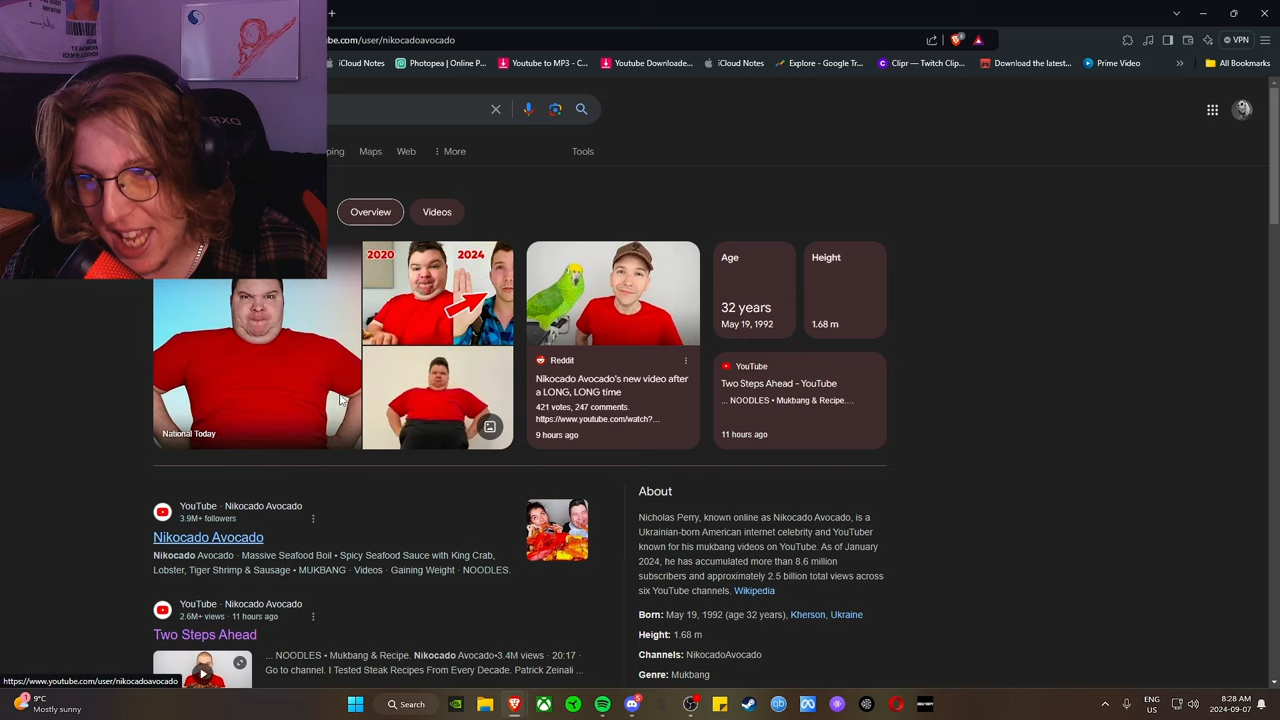 be.com/user/nikocadoavocado
VPN
iCloud Notes
Photopea | Online P...
Youtube to MP3 - C...
Youtube Downloade...
iCloud Notes
Explore - Google Tr...
Clipr — Twitch Clip...
Download the latest...
Prime Video
All Bookmarks
DXR
ping
Maps
Web
More
Tools
Overview
Videos
2020
2024
Age
32 years
May 19, 1992
Height
1.68 m
National Today
Reddit
Nikocado Avocado's new video after
a LONG, LONG time
421 votes, 247 comments.
https://www.youtube.com/watch?...
9 hours ago
YouTube
Two Steps Ahead - YouTube
... NOODLES • Mukbang & Recipe....
11 hours ago
YouTube · Nikocado Avocado
3.9M+ followers
Nikocado Avocado
Nikocado Avocado · Massive Seafood Boil • Spicy Seafood Sauce with King Crab,
Lobster, Tiger Shrimp & Sausage • MUKBANG · Videos · Gaining Weight · NOODLES.
YouTube · Nikocado Avocado
2.6M+ views · 11 hours ago
Two Steps Ahead
... NOODLES • Mukbang & Recipe. Nikocado Avocado•3.4M views · 20:17 ·
Go to channel. I Tested Steak Recipes From Every Decade. Patrick Zeinali ...
About
Nicholas Perry, known online as Nikocado Avocado, is a
Ukrainian-born American internet celebrity and YouTuber
known for his mukbang videos on YouTube. As of January
2024, he has accumulated more than 8.6 million
subscribers and approximately 2.5 billion total views across
six YouTube channels. Wikipedia
Born: May 19, 1992 (age 32 years), Kherson, Ukraine
Height: 1.68 m
Channels: NikocadoAvocado
Genre: Mukbang
https://www.youtube.com/user/nikocadoavocado
9°C
Mostly sunny
Search
5
ENG
US
8:28 AM
2024-09-07